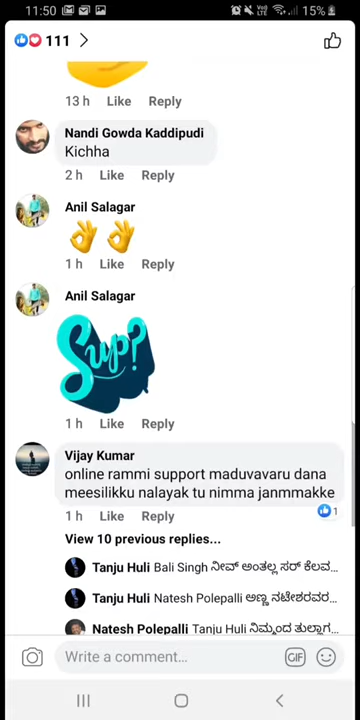 11:50
15%
111
13 h Like Reply
Nandi Gowda Kaddipudi
Kichha
2 h Like Reply
Anil Salagar
1 h Like Reply
Anil Salagar
Sup?
1 h Like Reply
Vijay Kumar
online rammi support maduvavaru dana
meesilikku nalayak tu nimma janmmakke
1 h Like Reply
1
View 10 previous replies...
Tanju Huli Bali Singh ನೀವ್ ಅಂತಲ್ಲ ಸರ್ ಕೆಲವ...
Tanju Huli Natesh Polepalli ಅಣ್ಣ ನಟೇಶರವರ...
Natesh Polepalli Tanju Huli ನಿಮ್ಮಿಂದ ತುಲ್ಲಾಗ...
Write a comment...
GIF